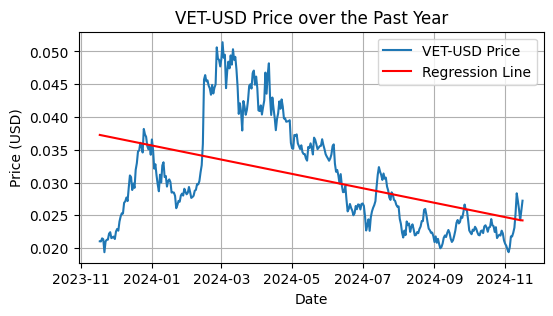 VET-USD Price over the Past Year
VET-USD Price
Regression Line
Price (USD)
0.050
0.045
0.040
0.035
0.030
0.025
0.020
2023-11
2024-01
2024-03
2024-05
2024-07
2024-09
2024-11
Date